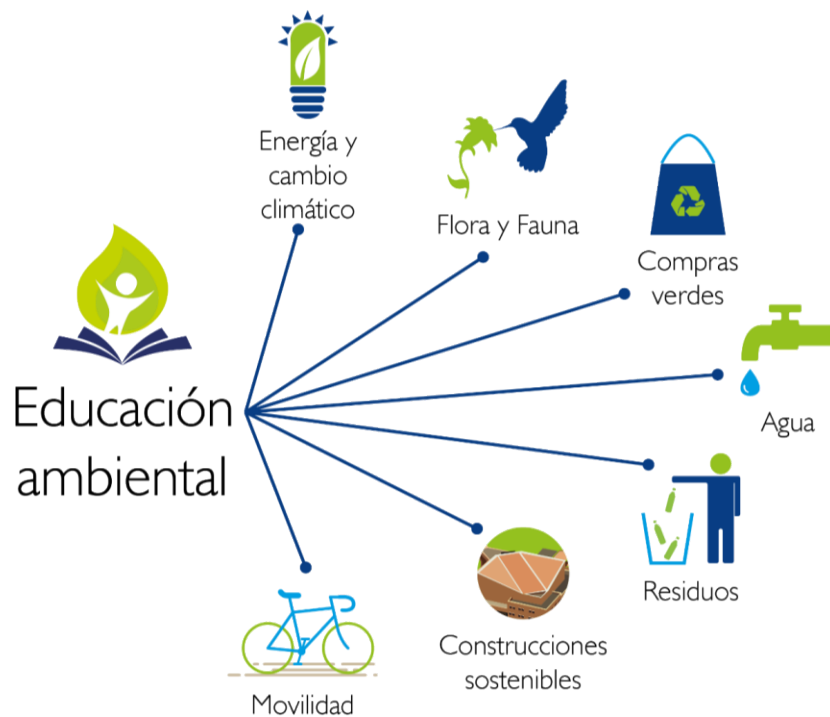 Energía y
cambio
climático
Flora y Fauna
Compras
verdes
Educación
ambiental
Agua
Residuos
Construcciones
sostenibles
Movilidad